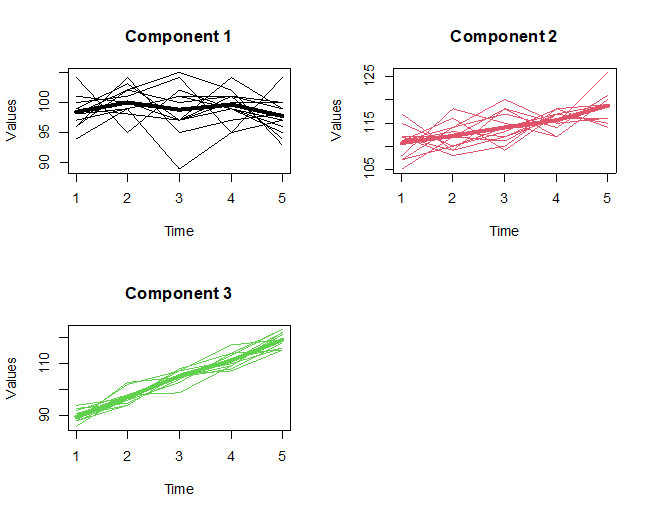 Component 1
Values
90 95 100
1 2 3 4 5
Time
Component 2
Values
105 115 125
1 2 3 4 5
Time
Component 3
Values
90 110
1 2 3 4 5
Time